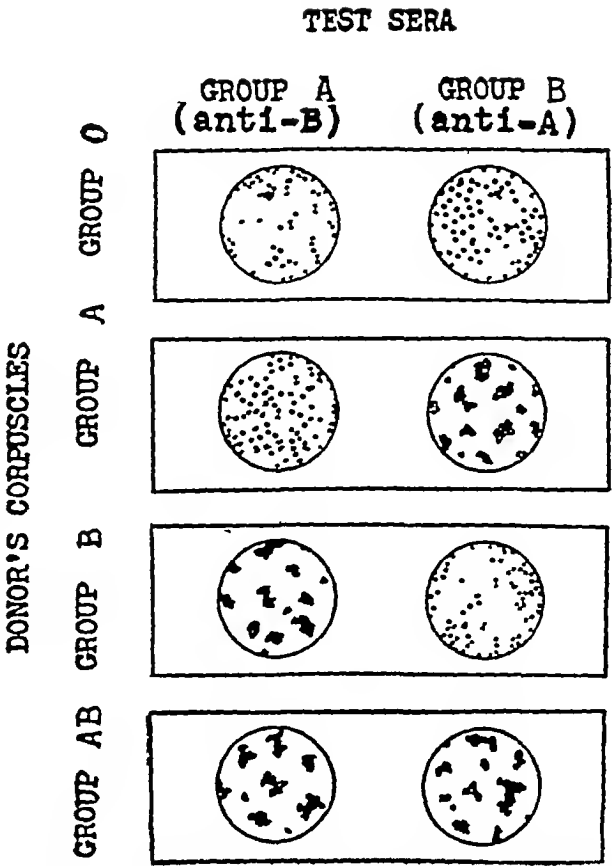 TEST SERA
GROUP A
(anti-B)
GROUP B
(anti-A)
DONOR'S CORPUSCLES
GROUP O
GROUP A
GROUP B
GROUP AB